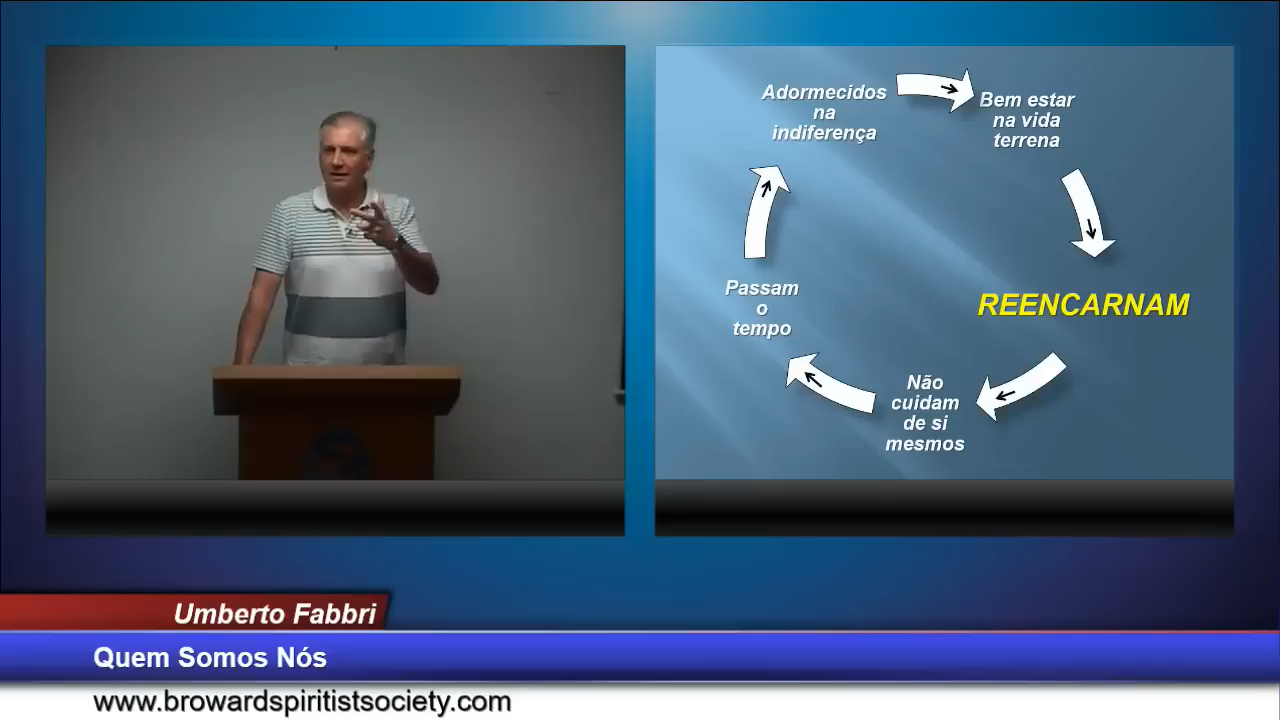 Adormecidos
na
indiferença
Bem estar
na vida
terrena
REENCARNAM
Não
cuidam
de si
mesmos
Passam
o
tempo
Umberto Fabbri
Quem Somos Nós
www.browardspiritistsociety.com